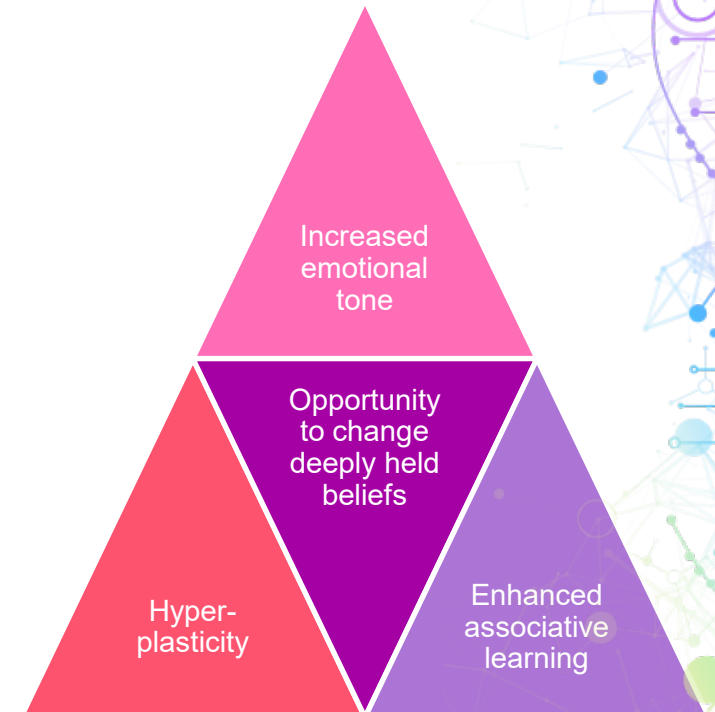 Increased
emotional
tone
Opportunity
to change
deeply held
beliefs
Hyper-
plasticity
Enhanced
associative
learning